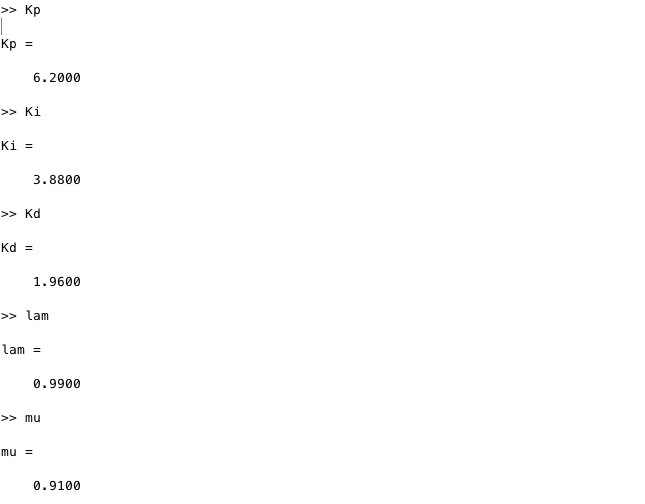 >> Kp
Kp =
6.2000
>> Ki
Ki =
3.8800
>> Kd
Kd =
1.9600
>> lam
lam =
0.9900
>> mu
mu =
0.9100